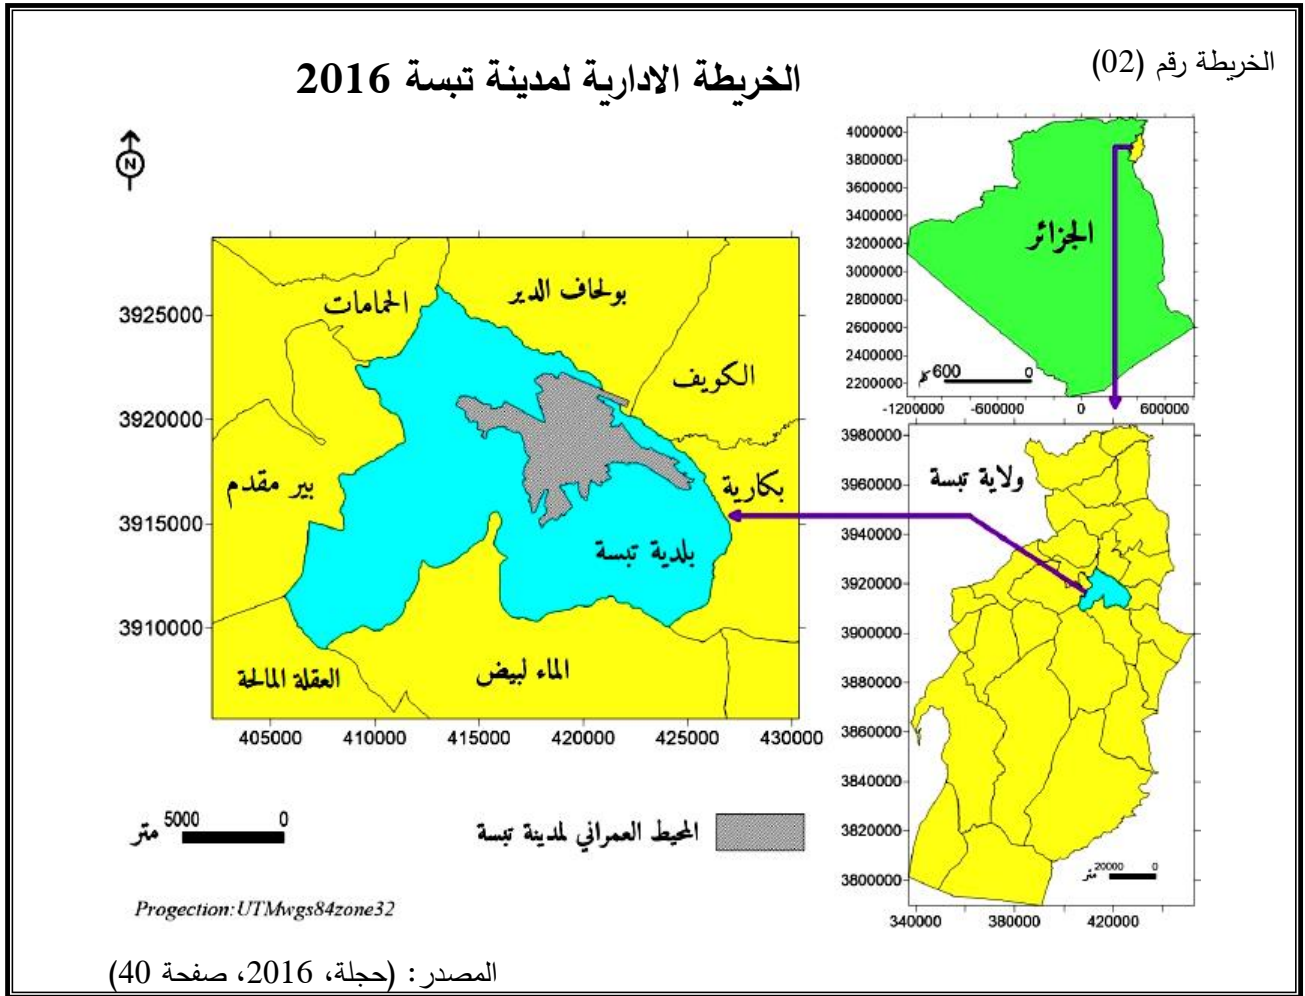 الخريطة رقم (02)
الخريطة الادارية لمدينة تبسة 2016
N
4000000
3800000
3600000
3400000
3200000
3000000
2800000
2600000
2400000
2200000
الجزائر
كم 600 0
-1200000 -600000 0 600000
3925000
3920000
3915000
3910000
الحمامات
بولحاف الدير
الكويف
بير مقدم
بكارية
بلدية تبسة
الماء لبيض
العقلة المالحة
405000 410000 415000 420000 425000 430000
3980000
3960000
3940000
3920000
3900000
3880000
3860000
3840000
3820000
3800000
ولاية تبسة
متر 20000 0
340000 380000 420000
متر 5000 0
المحيط العمراني لمدينة تبسة
Progection:UTMwgs84zone32
المصدر: (حجلة، 2016، صفحة 40)